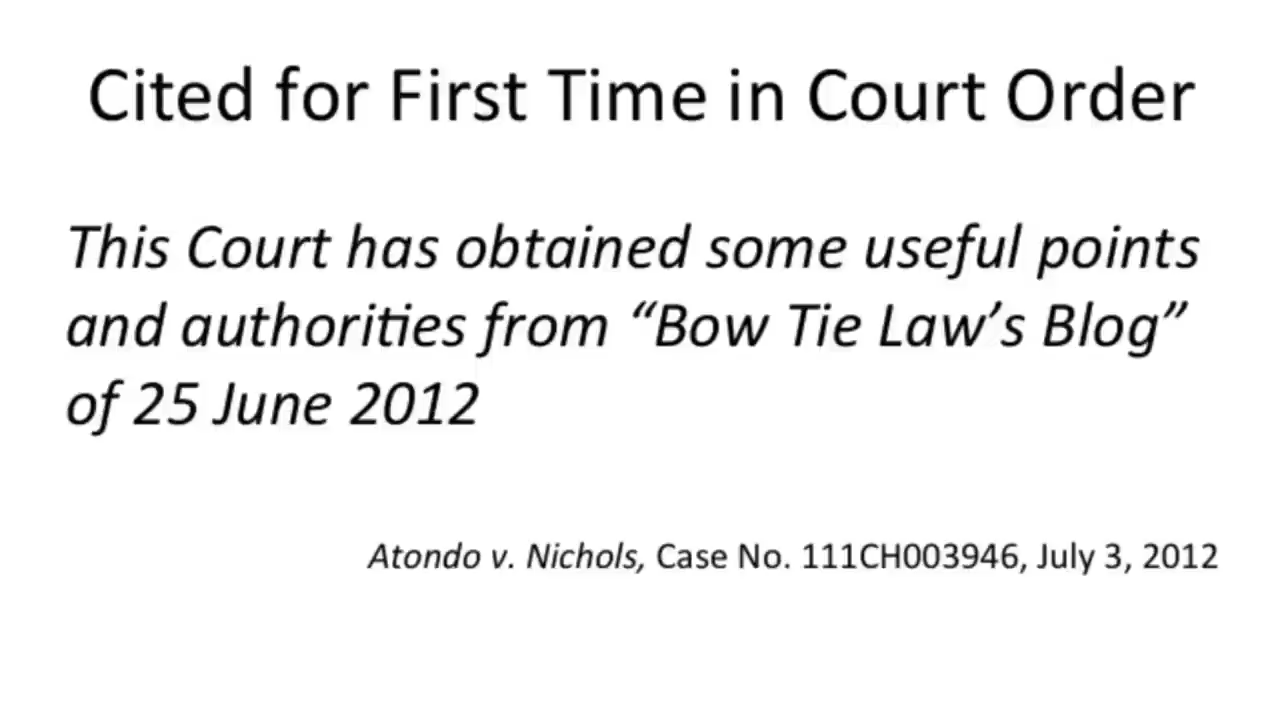 Cited for First Time in Court Order
This Court has obtained some useful points
and authorities from “Bow Tie Law’s Blog”
of 25 June 2012
Atondo v. Nichols, Case No. 111CH003946, July 3, 2012